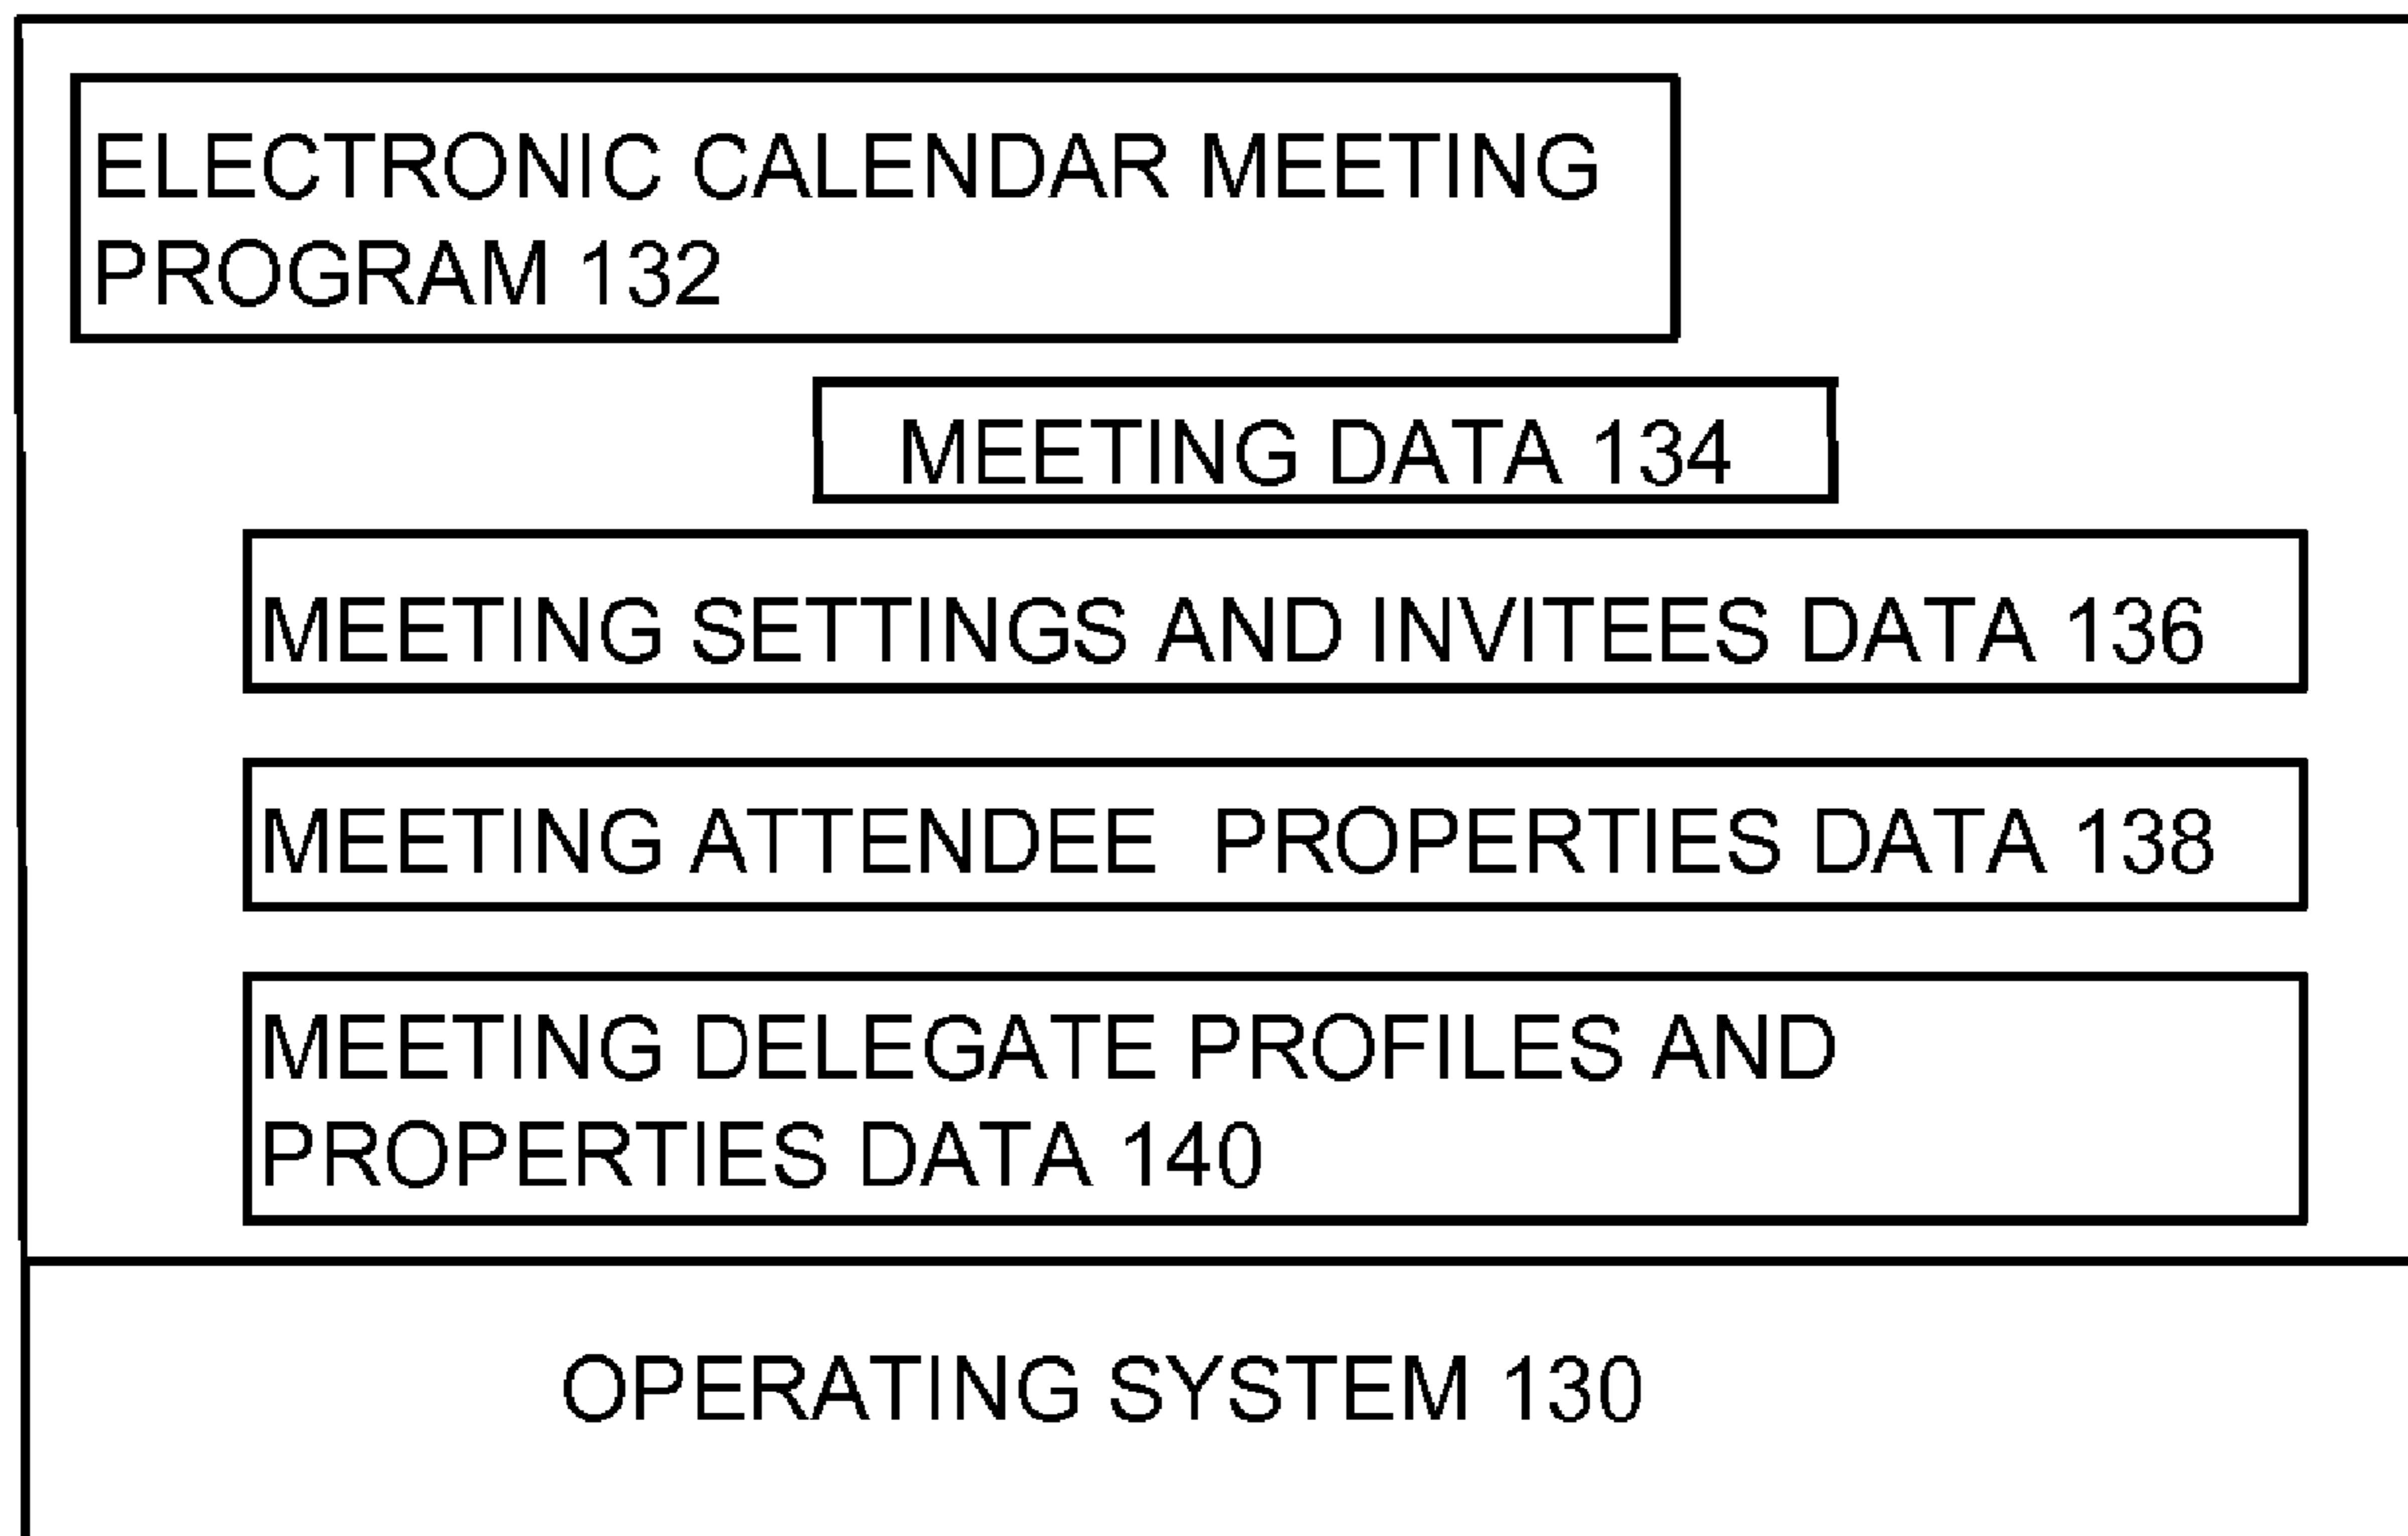 ELECTRONIC CALENDAR MEETING
PROGRAM 132
MEETING DATA 134
MEETING SETTINGS AND INVITEES DATA 136
MEETING ATTENDEE PROPERTIES DATA 138
MEETING DELEGATE PROFILES AND
PROPERTIES DATA 140
OPERATING SYSTEM 130